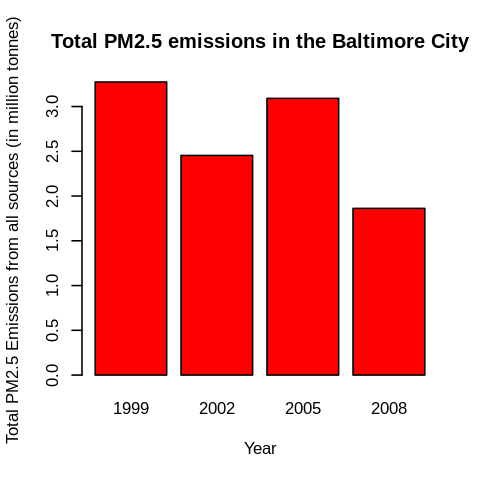 Total PM2.5 emissions in the Baltimore City
Total PM2.5 Emissions from all sources (in million tonnes)
3.0
2.5
2.0
1.5
1.0
0.5
0.0
1999 2002 2005 2008
Year